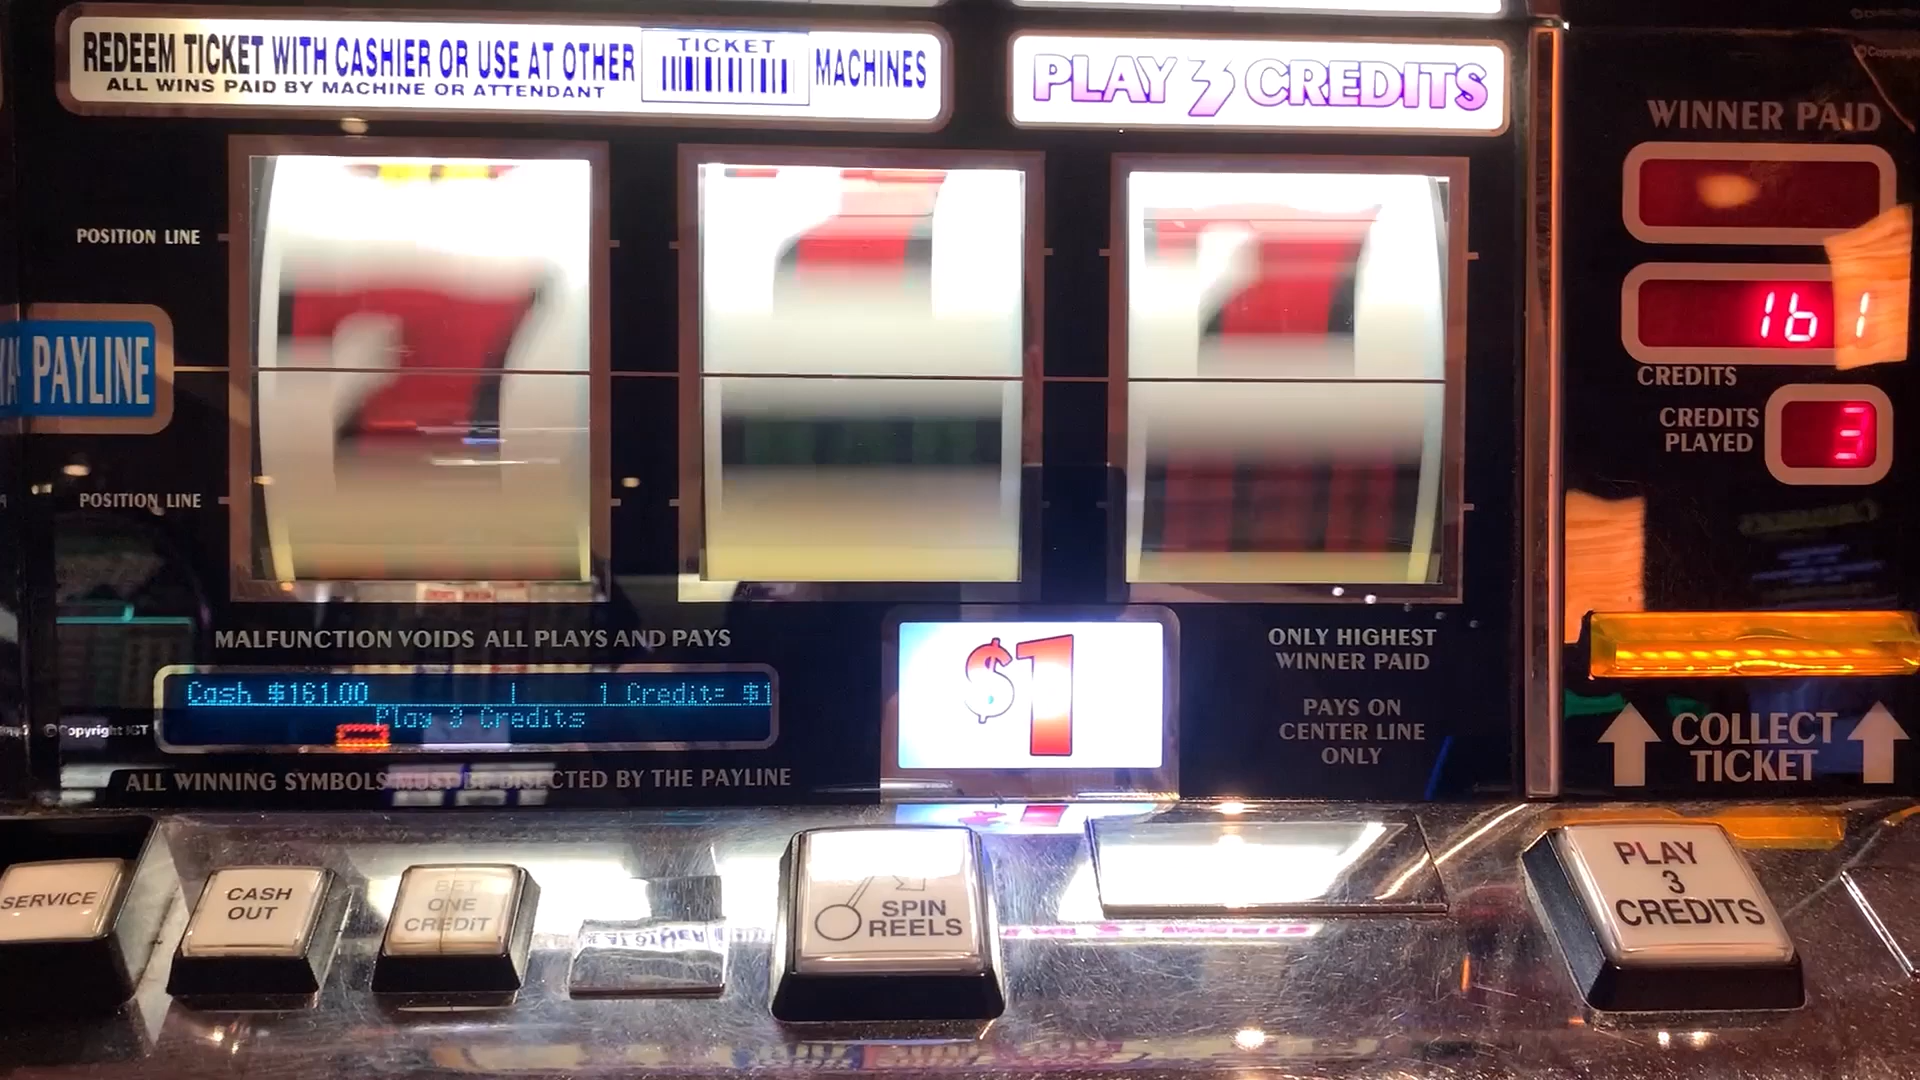 REDEEM TICKET WITH CASHIER OR USE AT OTHER
TICKET
MACHINES
ALL WINS PAID BY MACHINE OR ATTENDANT
PLAY 3 CREDITS
WINNER PAID
POSITION LINE
161
PAYLINE
CREDITS
CREDITS
PLAYED
3
POSITION LINE
MALFUNCTION VOIDS ALL PLAYS AND PAYS
Cash $161.00 | 1 Credit= $1
Play 3 Credits
©Copyright IGT
ALL WINNING SYMBOLS MUST BE BISECTED BY THE PAYLINE
$1
ONLY HIGHEST
WINNER PAID
PAYS ON
CENTER LINE
ONLY
COLLECT
TICKET
SERVICE
CASH
OUT
BET
ONE
CREDIT
SPIN
REELS
PLAY
3
CREDITS